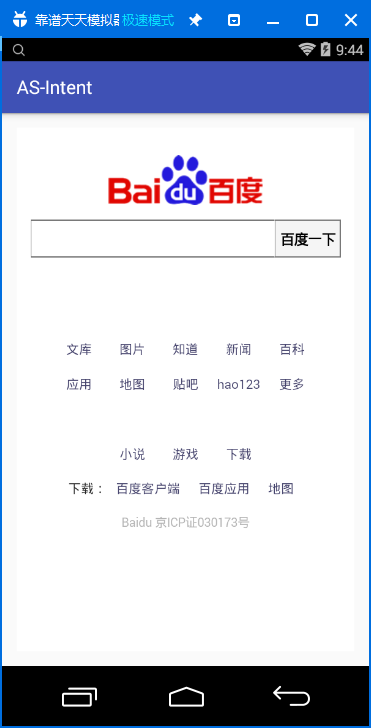 靠谱天天模拟器 极速模式
9:44
AS-Intent
Bai du 百度
百度一下
文库 图片 知道 新闻 百科
应用 地图 贴吧 hao123 更多
小说 游戏 下载
下载： 百度客户端 百度应用 地图
Baidu 京ICP证030173号